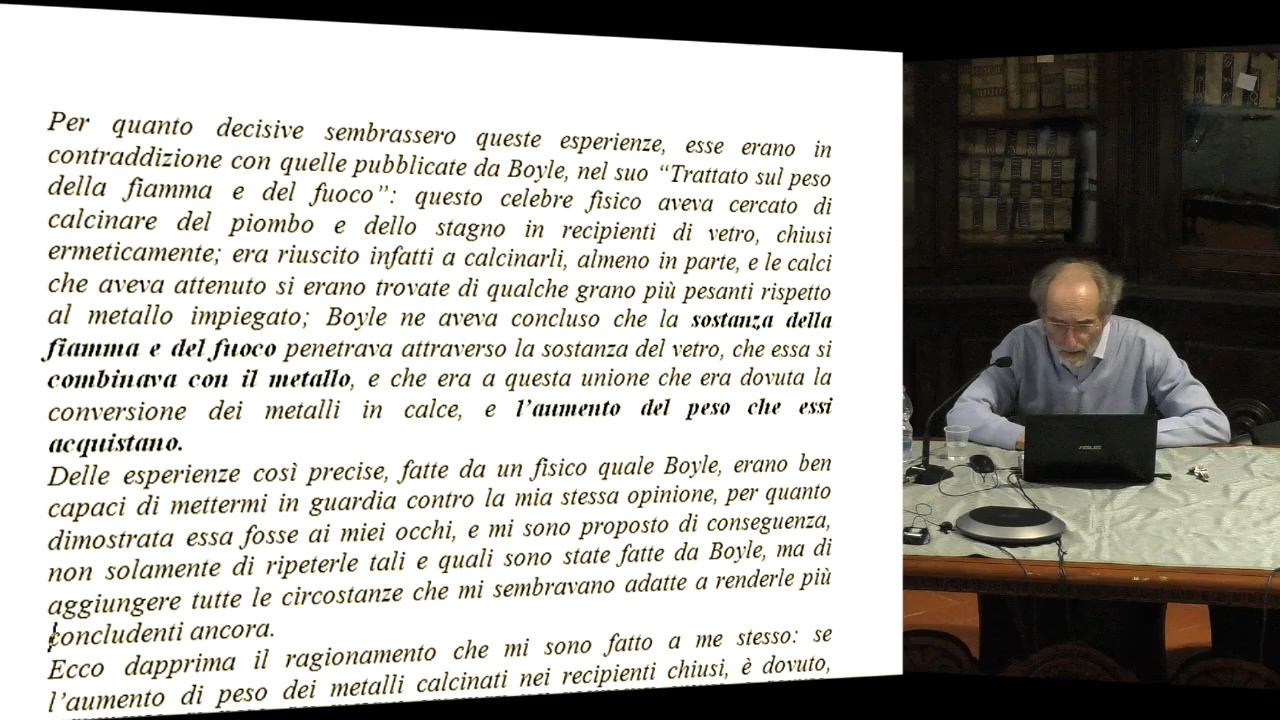 Per quanto decisive sembrassero queste esperienze, esse erano in
contraddizione con quelle pubblicate da Boyle, nel suo “Trattato sul peso
della fiamma e del fuoco”: questo celebre fisico aveva cercato di
calcinare del piombo e dello stagno in recipienti di vetro, chiusi
ermeticamente; era riuscito infatti a calcinarli, almeno in parte, e le calci
che aveva attenuto si erano trovate di qualche grano più pesanti rispetto
al metallo impiegato; Boyle ne aveva concluso che la sostanza della
fiamma e del fuoco penetrava attraverso la sostanza del vetro, che essa si
combinava con il metallo, e che era a questa unione che era dovuta la
conversione dei metalli in calce, e l’aumento del peso che essi
acquistano.
Delle esperienze così precise, fatte da un fisico quale Boyle, erano ben
capaci di mettermi in guardia contro la mia stessa opinione, per quanto
dimostrata essa fosse ai miei occhi, e mi sono proposto di conseguenza,
non solamente di ripeterle tali e quali sono state fatte da Boyle, ma di
aggiungere tutte le circostanze che mi sembravano adatte a renderle più
concludenti ancora.
Ecco dapprima il ragionamento che mi sono fatto a me stesso: se
l’aumento di peso dei metalli calcinati nei recipienti chiusi, è dovuto,
ASUS